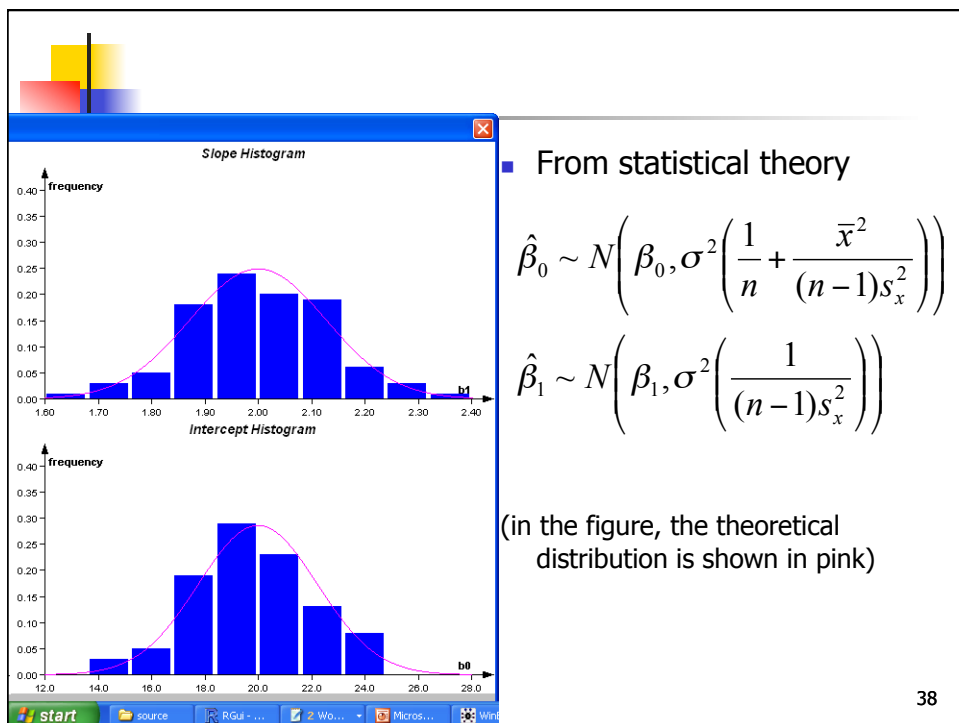 Slope Histogram
frequency
0.40
0.35
0.30
0.25
0.20
0.15
0.10
0.05
0.00
b1
1.60 1.70 1.80 1.90 2.00 2.10 2.20 2.30 2.40
Intercept Histogram
frequency
0.40
0.35
0.30
0.25
0.20
0.15
0.10
0.05
0.00
b0
12.0 14.0 16.0 18.0 20.0 22.0 24.0 26.0 28.0
start source RGui - ... 2 Wo... Micros...
From statistical theory
β̂₀ ~ N(β₀, σ²(1/n + x̄²/((n−1)sₓ²)))
β̂₁ ~ N(β₁, σ²(1/((n−1)sₓ²)))
(in the figure, the theoretical
distribution is shown in pink)
38